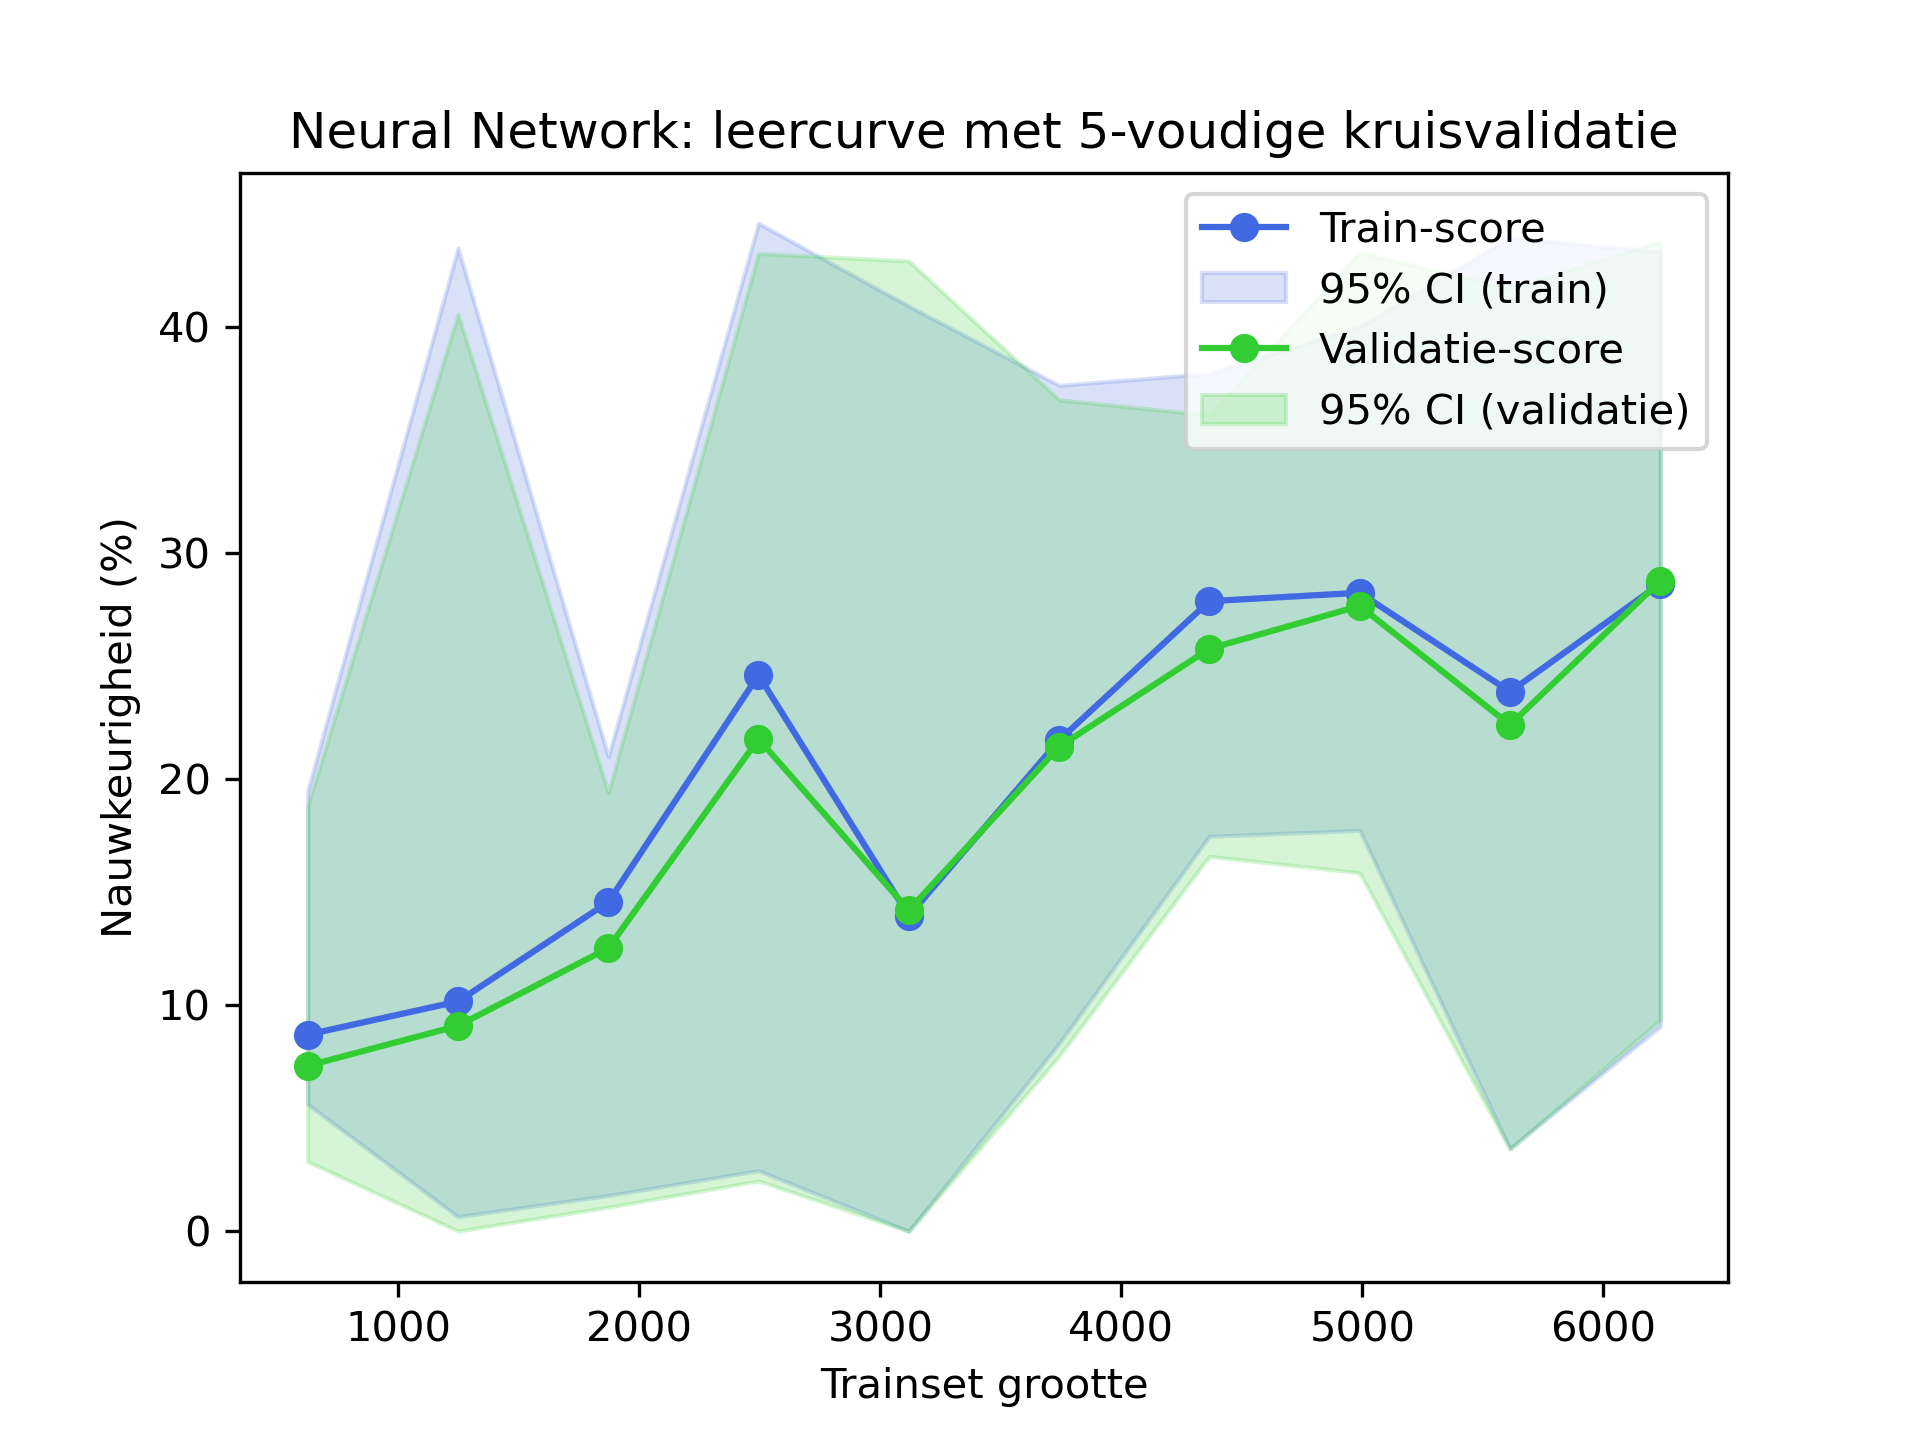 Neural Network: leercurve met 5-voudige kruisvalidatie
Train-score
95% CI (train)
Validatie-score
95% CI (validatie)
Nauwkeurigheid (%)
40
30
20
10
0
1000 2000 3000 4000 5000 6000
Trainset grootte